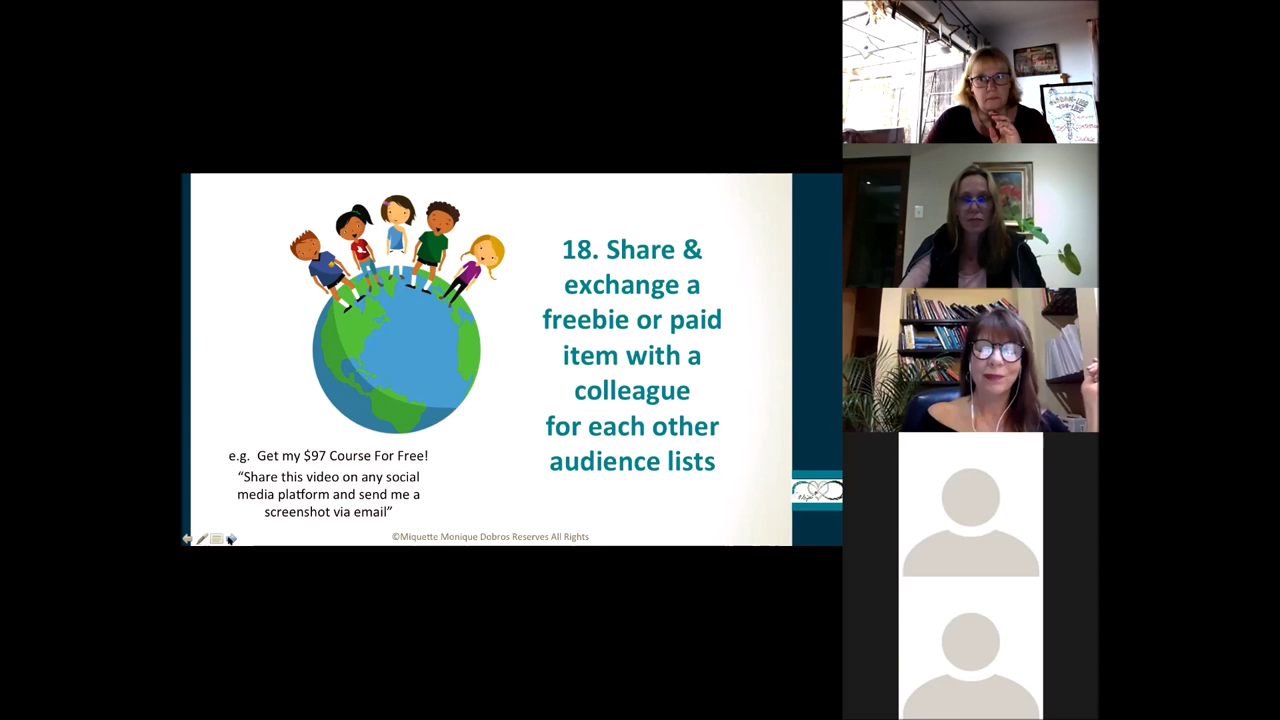 18. Share &
exchange a
freebie or paid
item with a
colleague
for each other
audience lists
e.g.  Get my $97 Course For Free!
“Share this video on any social
media platform and send me a
screenshot via email”
©Miquette Monique Dobros Reserves All Rights